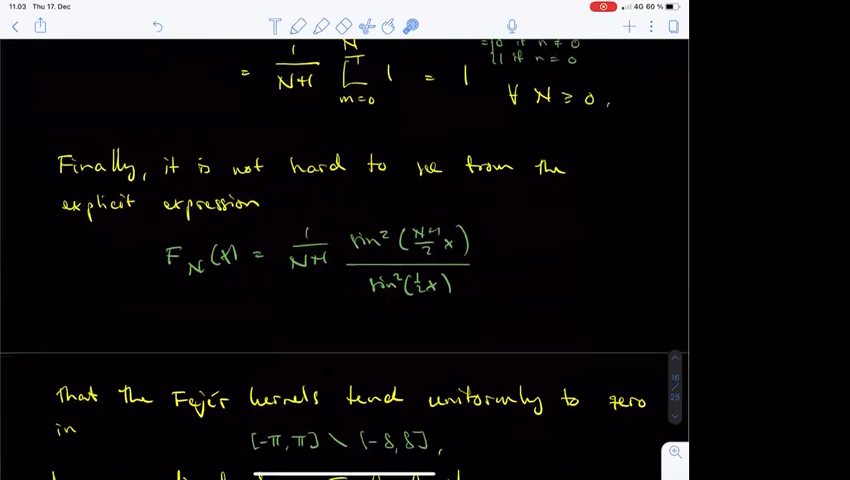 11.03 Thu 17. Dec 4G 60 %
= 0 if n ≠ 0
1 if n = 0
= 1/(N+1) ∑_{m=0}^{N} 1 = 1 ∀ N ≥ 0,
Finally, it is not hard to see from the
explicit expression
F_N(x) = 1/(N+1) sin²((N+1)/2 x) / sin²(1/2 x)
16
/
25
that the Fejér kernels tend uniformly to zero
in
[-π, π] \ [-δ, δ],